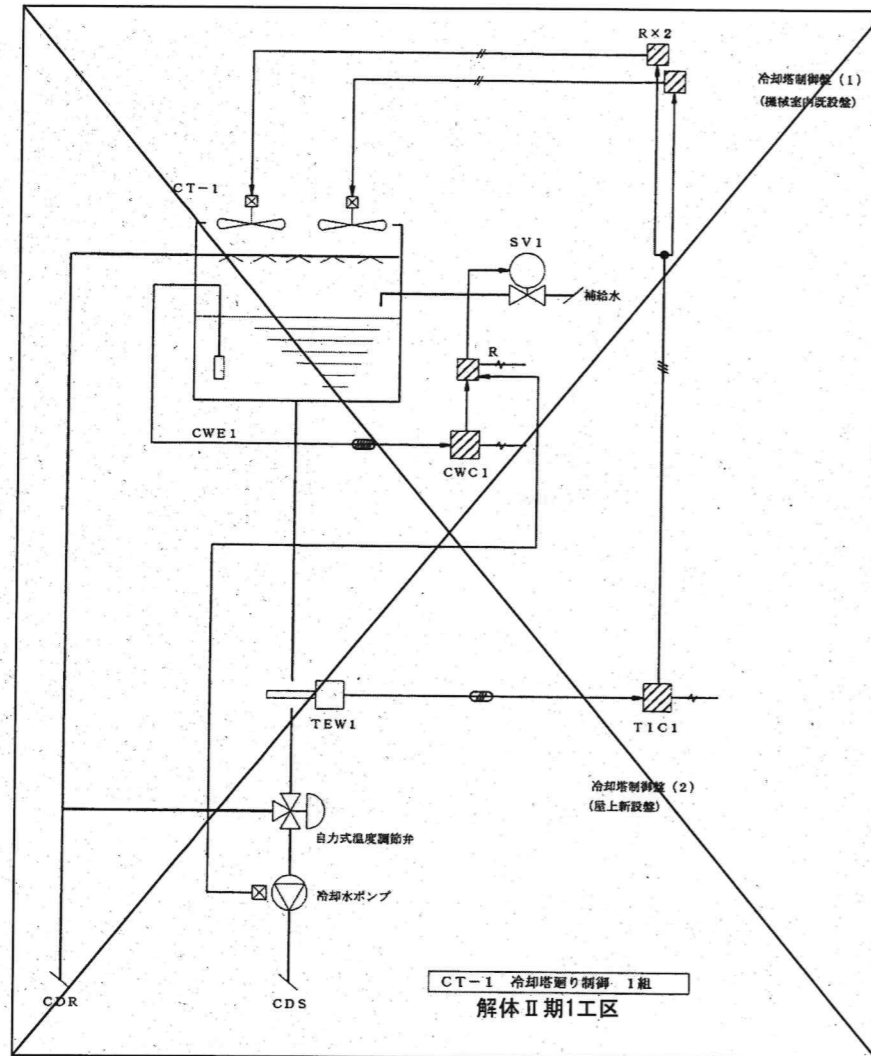 R×2
冷却塔制御盤(1)
(機械室内既設盤)
CT-1
SV1
補給水
R
CWE1
CWC1
TEW1
TIC1
冷却塔制御盤(2)
(屋上新設盤)
自力式温度調節弁
冷却水ポンプ
CDR
CDS
CT-1 冷却塔廻り制御 1組
解体Ⅱ期1工区